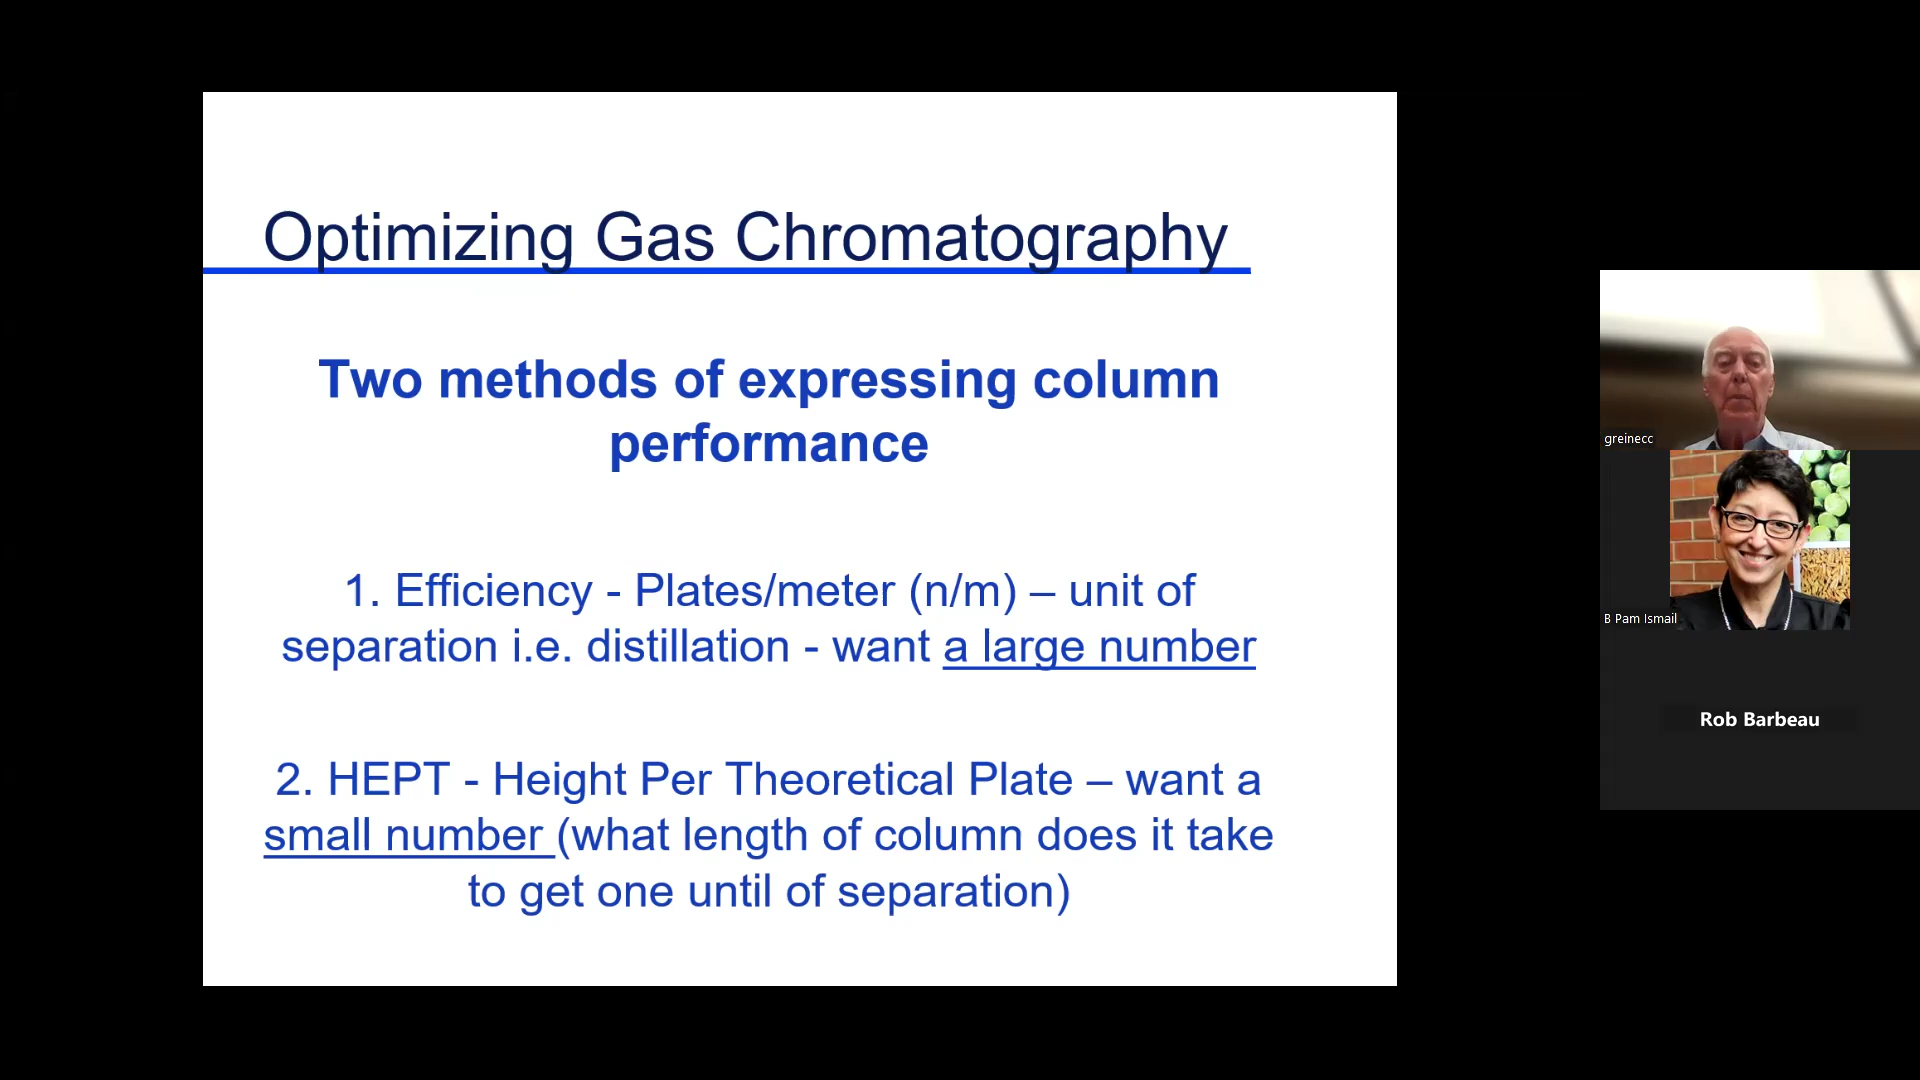 Optimizing Gas Chromatography
Two methods of expressing column
performance
1. Efficiency - Plates/meter (n/m) – unit of
separation i.e. distillation - want a large number
2. HEPT - Height Per Theoretical Plate – want a
small number (what length of column does it take
to get one until of separation)
greinecc
B Pam Ismail
Rob Barbeau